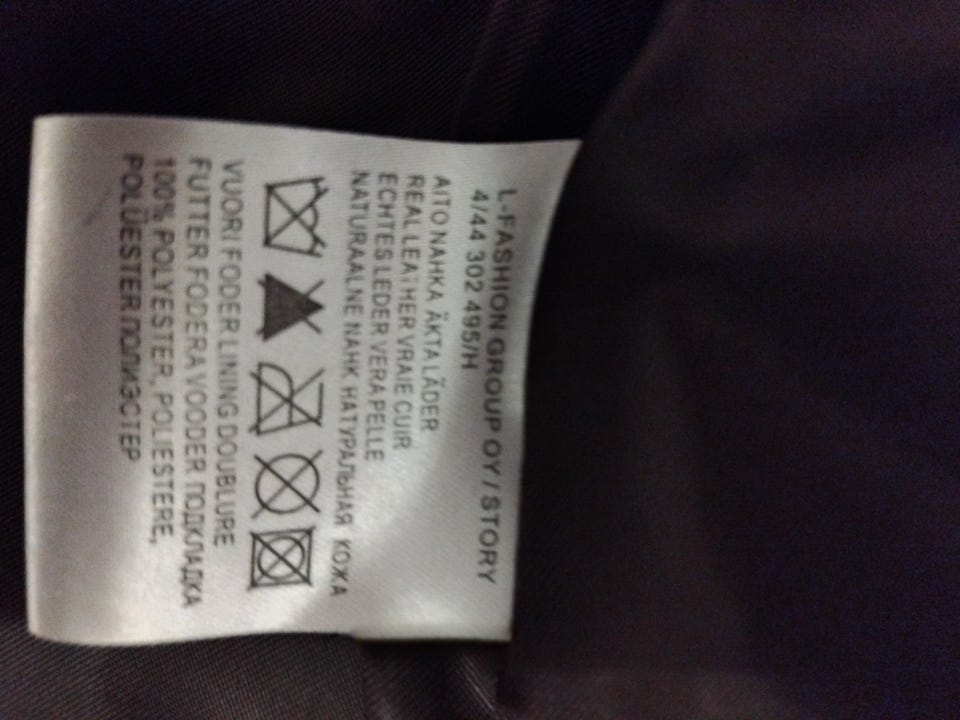 L-FASHION GROUP OY / STORY
4/44 302 495/H
AITO NAHKA ÄKTA LÄDER
REAL LEATHER VRAIE CUIR
ECHTES LEDER VERA PELLE
NATURAALNE NAHK НАТУРАЛЬНАЯ КОЖА
VUORI FODER LINING DOUBLURE
FUTTER FODERA VOODER ПОДКЛАДКА
100% POLYESTER, POLIESTERE,
POLÜESTER ПОЛИЭСТЕР